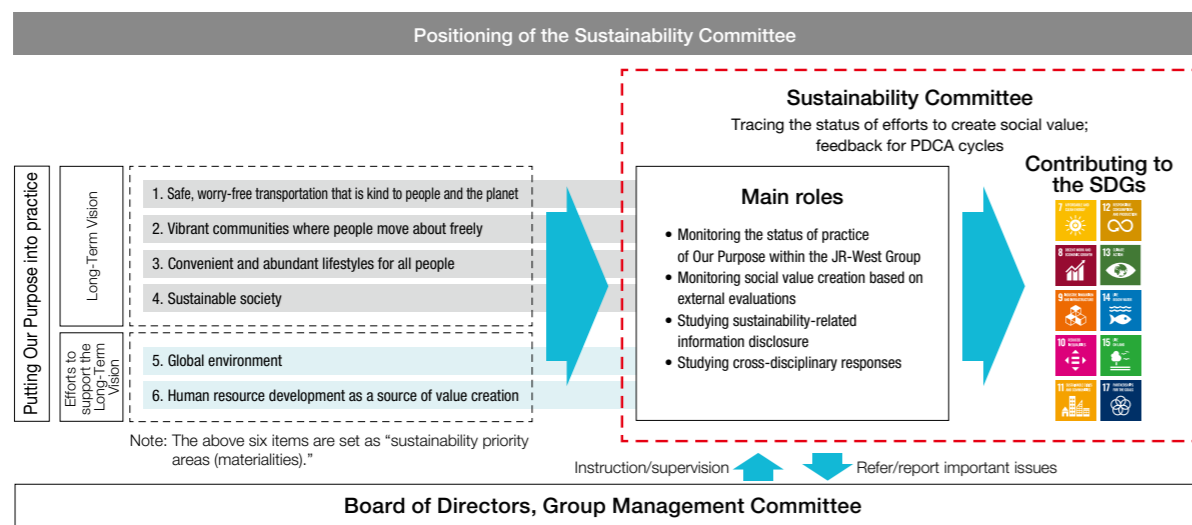 Positioning of the Sustainability Committee
Sustainability Committee
Tracing the status of efforts to create social value;
feedback for PDCA cycles
Putting Our Purpose into practice
Long-Term Vision
1. Safe, worry-free transportation that is kind to people and the planet
2. Vibrant communities where people move about freely
3. Convenient and abundant lifestyles for all people
4. Sustainable society
Efforts to
support the
Long-Term
Vision
5. Global environment
6. Human resource development as a source of value creation
Note: The above six items are set as “sustainability priority
areas (materialities).”
Main roles
• Monitoring the status of practice
of Our Purpose within the JR-West Group
• Monitoring social value creation based on
external evaluations
• Studying sustainability-related
information disclosure
• Studying cross-disciplinary responses
Contributing to
the SDGs
7
12
8
13
9
14
10
15
11
17
Instruction/supervision
Refer/report important issues
Board of Directors, Group Management Committee